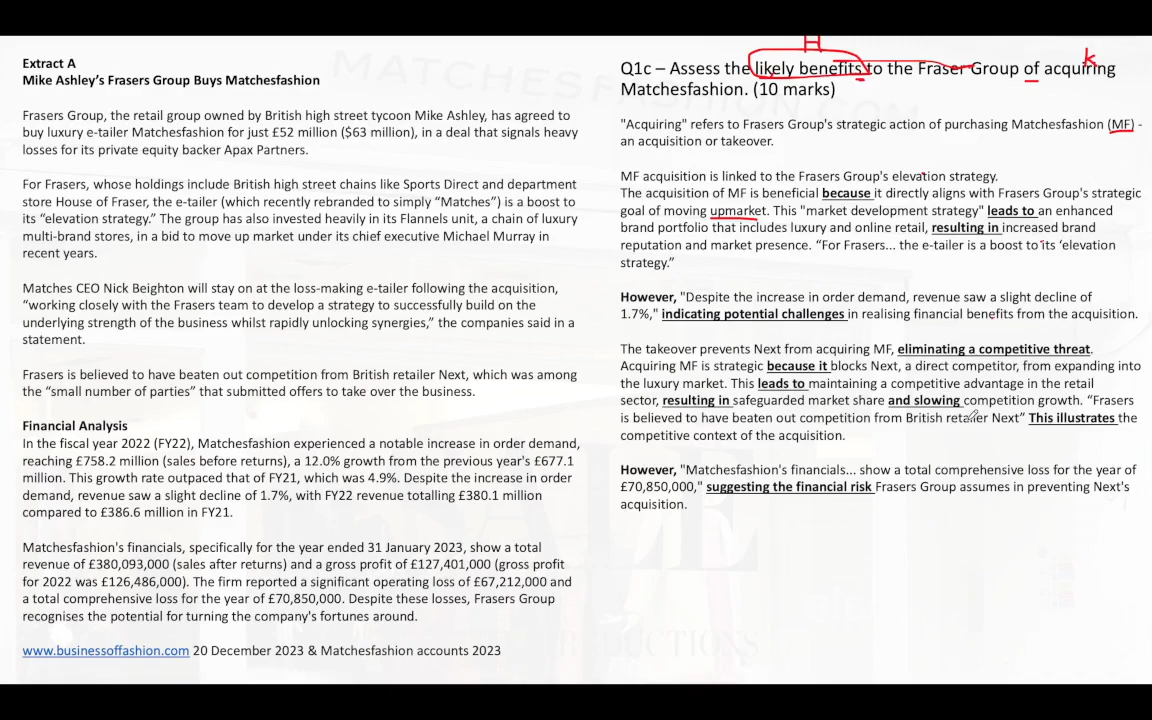 Extract A
Mike Ashley's Frasers Group Buys Matchesfashion
Frasers Group, the retail group owned by British high street tycoon Mike Ashley, has agreed to
buy luxury e-tailer Matchesfashion for just £52 million ($63 million), in a deal that signals heavy
losses for its private equity backer Apax Partners.
For Frasers, whose holdings include British high street chains like Sports Direct and department
store House of Fraser, the e-tailer (which recently rebranded to simply "Matches") is a boost to
its "elevation strategy." The group has also invested heavily in its Flannels unit, a chain of luxury
multi-brand stores, in a bid to move up market under its chief executive Michael Murray in
recent years.
Matches CEO Nick Beighton will stay on at the loss-making e-tailer following the acquisition,
"working closely with the Frasers team to develop a strategy to successfully build on the
underlying strength of the business whilst rapidly unlocking synergies," the companies said in a
statement.
Frasers is believed to have beaten out competition from British retailer Next, which was among
the "small number of parties" that submitted offers to take over the business.
Financial Analysis
In the fiscal year 2022 (FY22), Matchesfashion experienced a notable increase in order demand,
reaching £758.2 million (sales before returns), a 12.0% growth from the previous year's £677.1
million. This growth rate outpaced that of FY21, which was 4.9%. Despite the increase in order
demand, revenue saw a slight decline of 1.7%, with FY22 revenue totalling £380.1 million
compared to £386.6 million in FY21.
Matchesfashion's financials, specifically for the year ended 31 January 2023, show a total
revenue of £380,093,000 (sales after returns) and a gross profit of £127,401,000 (gross profit
for 2022 was £126,486,000). The firm reported a significant operating loss of £67,212,000 and
a total comprehensive loss for the year of £70,850,000. Despite these losses, Frasers Group
recognises the potential for turning the company's fortunes around.
www.businessoffashion.com 20 December 2023 & Matchesfashion accounts 2023
H
k
Q1c – Assess the likely benefits to the Fraser Group of acquiring
Matchesfashion. (10 marks)
"Acquiring" refers to Frasers Group's strategic action of purchasing Matchesfashion (MF) -
an acquisition or takeover.
MF acquisition is linked to the Frasers Group's elevation strategy.
The acquisition of MF is beneficial because it directly aligns with Frasers Group's strategic
goal of moving upmarket. This "market development strategy" leads to an enhanced
brand portfolio that includes luxury and online retail, resulting in increased brand
reputation and market presence. "For Frasers... the e-tailer is a boost to its 'elevation
strategy."
However, "Despite the increase in order demand, revenue saw a slight decline of
1.7%," indicating potential challenges in realising financial benefits from the acquisition.
The takeover prevents Next from acquiring MF, eliminating a competitive threat.
Acquiring MF is strategic because it blocks Next, a direct competitor, from expanding into
the luxury market. This leads to maintaining a competitive advantage in the retail
sector, resulting in safeguarded market share and slowing competition growth. "Frasers
is believed to have beaten out competition from British retailer Next" This illustrates the
competitive context of the acquisition.
However, "Matchesfashion's financials... show a total comprehensive loss for the year of
£70,850,000," suggesting the financial risk Frasers Group assumes in preventing Next's
acquisition.